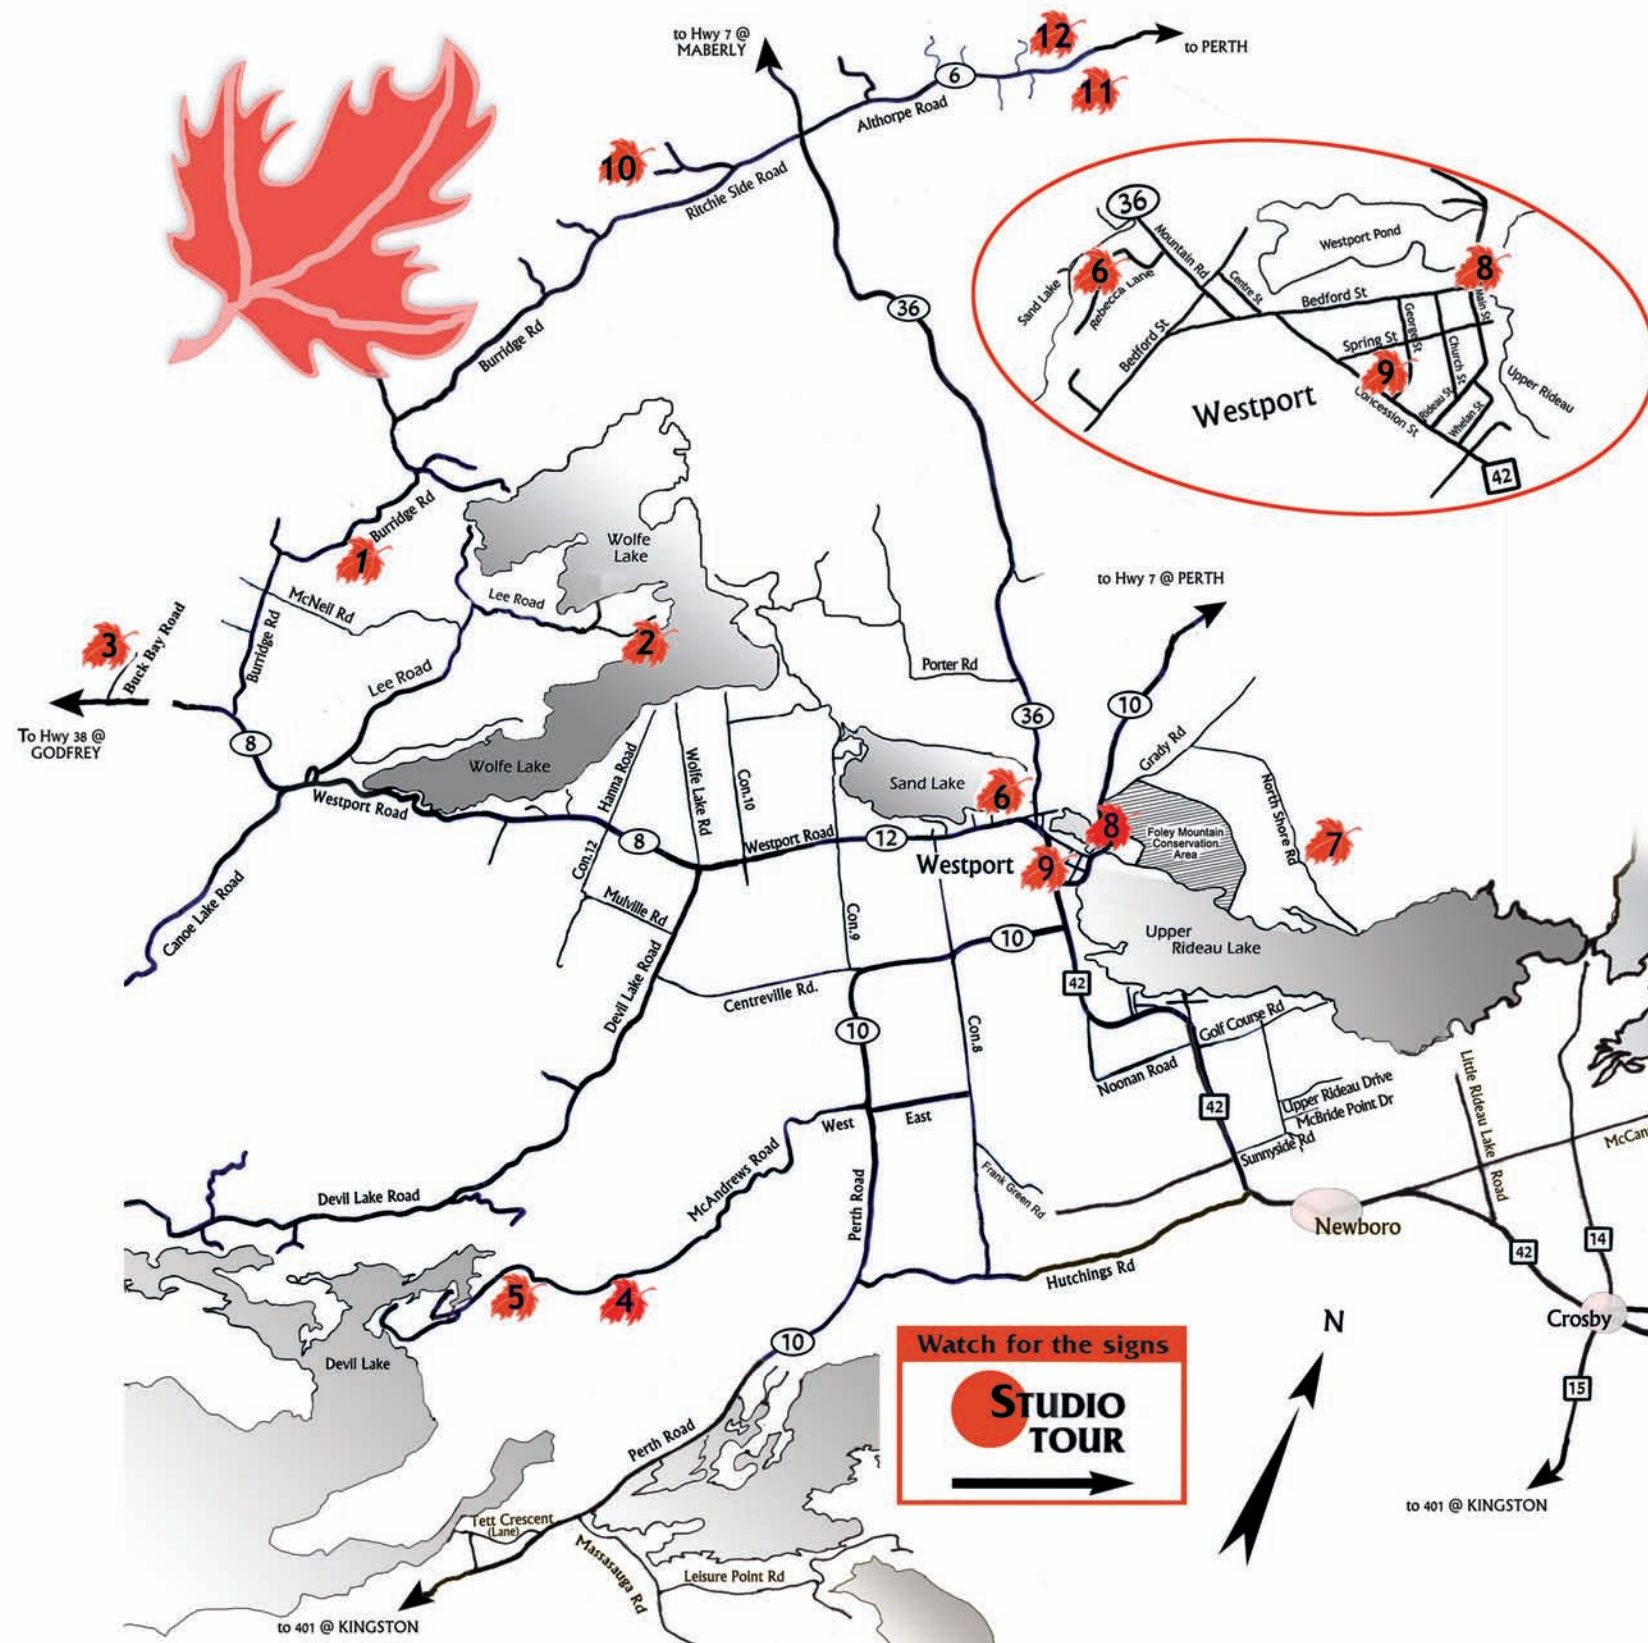 to Hwy 7 @
MABERLY
12
to PERTH
6
11
Althorpe Road
10
Ritchie Side Road
36
Mountain Rd
Westport Pond
6
8
Sand Lake
Rebecca Lane
Centre St
Bedford St
Main St
George St
Bedford St
Spring St
Church St
9
Upper Rideau
Westport
Concession St
Rideau St
Whelan St
42
36
Burridge Rd
Burridge Rd
Wolfe
Lake
1
to Hwy 7 @ PERTH
McNeil Rd
Lee Road
3
Buck Bay Road
Burridge Rd
2
Lee Road
Porter Rd
10
36
To Hwy 38 @
GODFREY
8
Grady Rd
Wolfe Lake
Hanna Road
Wolfe Lake Rd
Con.10
Sand Lake
6
North Shore Rd
Westport Road
8
Westport Road
12
8
Foley Mountain
Conservation
Area
7
Westport
9
Con.12
Mulville Rd
Canoe Lake Road
Con.9
10
Upper
Rideau Lake
Devil Lake Road
Centreville Rd.
42
10
Con.8
Golf Course Rd
Noonan Road
Little Rideau Lake Road
Upper Rideau Drive
42
McBride Point Dr
West
East
Sunnyside Rd
McCan
McAndrews Road
Frank Green Rd
Devil Lake Road
Perth Road
Newboro
14
42
Hutchings Rd
5
4
Crosby
N
10
Watch for the signs
Devil Lake
15
STUDIO
TOUR
Perth Road
to 401 @ KINGSTON
Tett Crescent
(Lane)
Massasauga Rd
Leisure Point Rd
to 401 @ KINGSTON